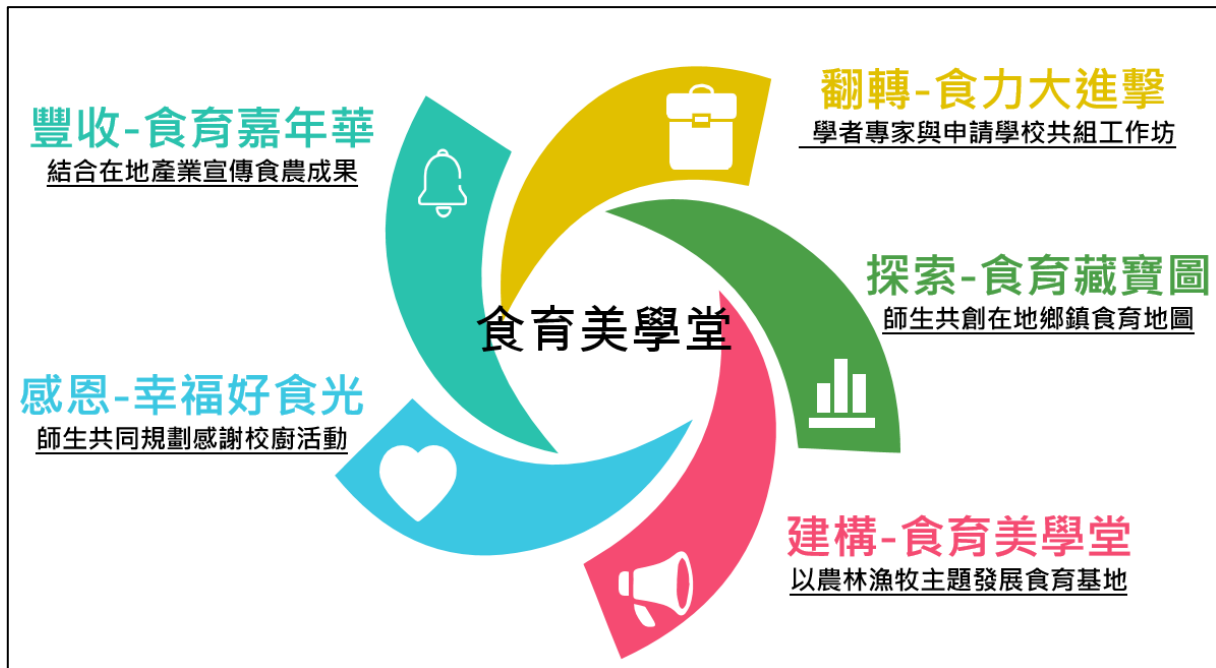 翻轉-食力大進擊
學者專家與申請學校共組工作坊
豐收-食育嘉年華
結合在地產業宣傳食農成果
探索-食育藏寶圖
師生共創在地鄉鎮食育地圖
食育美學堂
感恩-幸福好食光
師生共同規劃感謝校廚活動
建構-食育美學堂
以農林漁牧主題發展食育基地